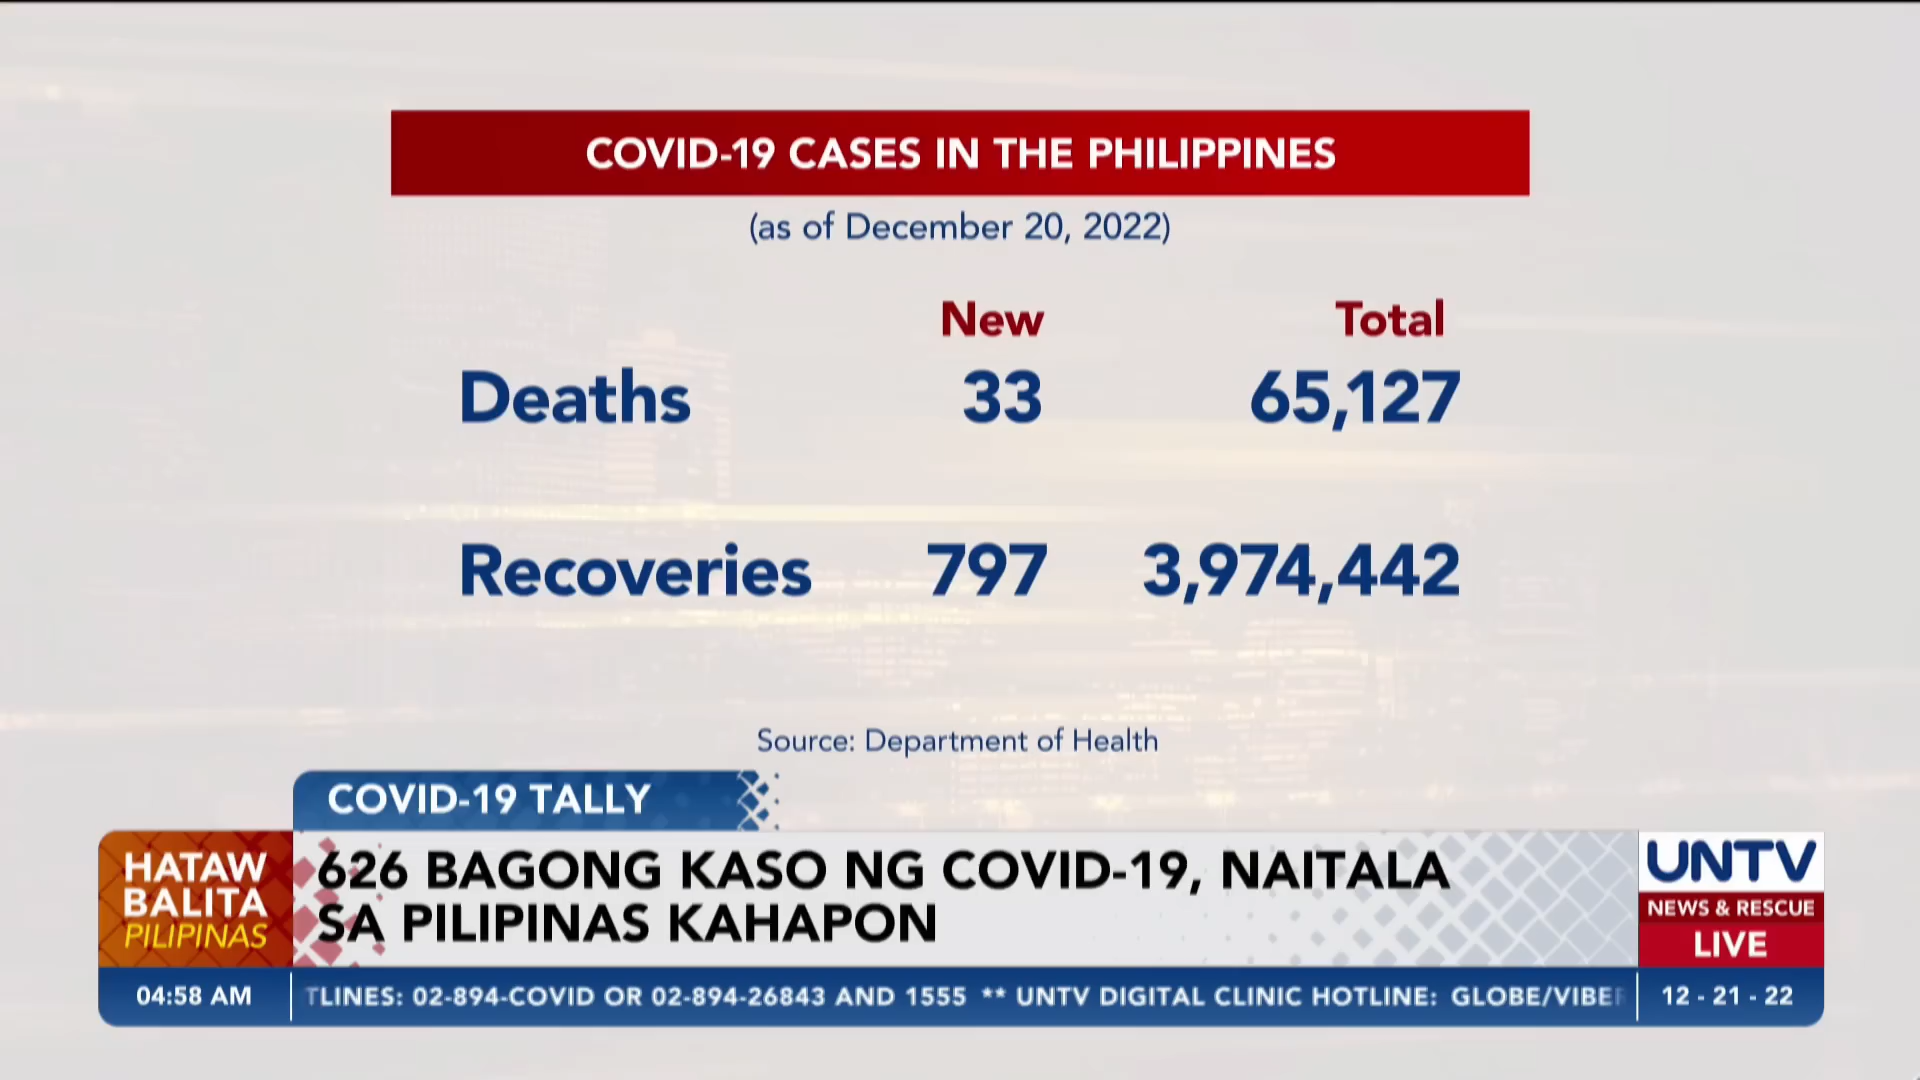 COVID-19 CASES IN THE PHILIPPINES
(as of December 20, 2022)
New Total
Deaths 33 65,127
Recoveries 797 3,974,442
Source: Department of Health
COVID-19 TALLY
HATAW
BALITA
PILIPINAS
626 BAGONG KASO NG COVID-19, NAITALA
SA PILIPINAS KAHAPON
UNTV
NEWS & RESCUE
LIVE
04:58 AM
TLINES: 02-894-COVID OR 02-894-26843 AND 1555 ** UNTV DIGITAL CLINIC HOTLINE: GLOBE/VIBER
12 - 21 - 22